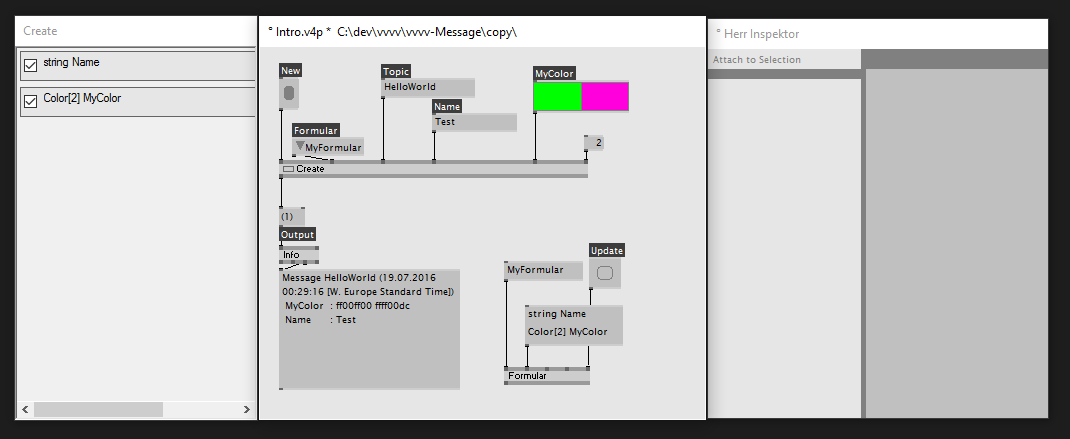 Create
string Name
Color[2] MyColor
° Intro.v4p * C:\dev\vvvv\vvvv-Message\copy\
New
Topic
HelloWorld
MyColor
Name
Test
Formular
MyFormular
2
Create
(1)
Output
Info
Message HelloWorld (19.07.2016
00:29:16 [W. Europe Standard Time])
MyColor : ff00ff00 ffff00dc
Name : Test
Update
MyFormular
string Name
Color[2] MyColor
Formular
° Herr Inspektor
Attach to Selection